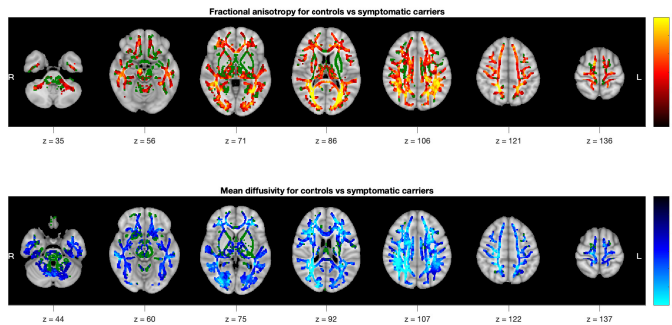 Fractional anisotropy for controls vs symptomatic carriers
R
L
z = 35 z = 56 z = 71 z = 86 z = 106 z = 121 z = 136
Mean diffusivity for controls vs symptomatic carriers
R
L
z = 44 z = 60 z = 75 z = 92 z = 107 z = 122 z = 137